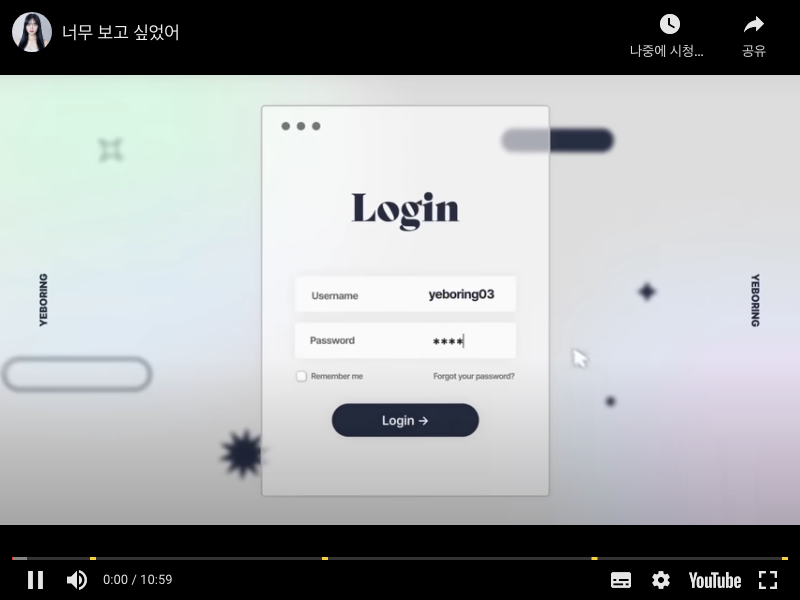 너무 보고 싶었어
나중에 시청...
공유
Login
YEBORING
Username
yeboring03
YEBORING
Password
****
Remember me
Forgot your password?
Login →
0:00 / 10:59
YouTube